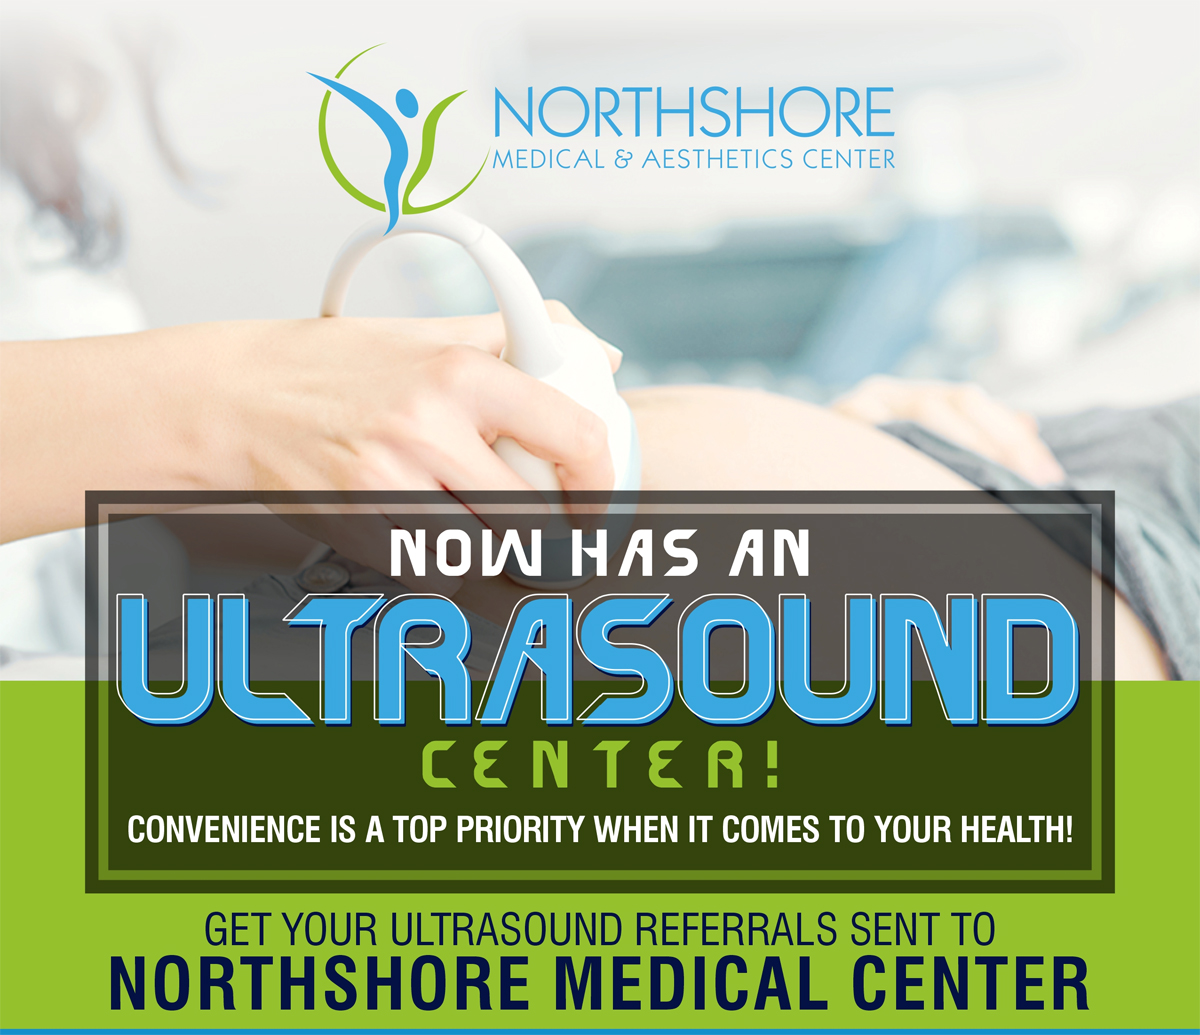 NORTHSHORE
MEDICAL & AESTHETICS CENTER
NOW HAS AN
ULTRASOUND
CENTER!
CONVENIENCE IS A TOP PRIORITY WHEN IT COMES TO YOUR HEALTH!
GET YOUR ULTRASOUND REFERRALS SENT TO
NORTHSHORE MEDICAL CENTER